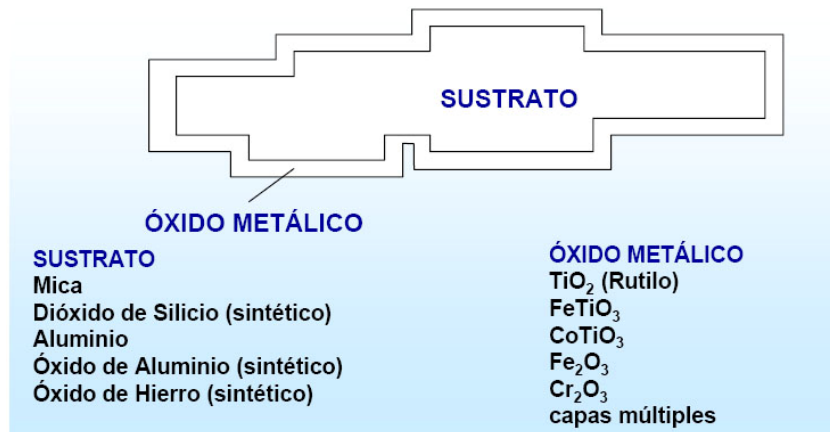 SUSTRATO
ÓXIDO METÁLICO
SUSTRATO
Mica
Dióxido de Silicio (sintético)
Aluminio
Óxido de Aluminio (sintético)
Óxido de Hierro (sintético)
ÓXIDO METÁLICO
TiO₂ (Rutilo)
FeTiO₃
CoTiO₃
Fe₂O₃
Cr₂O₃
capas múltiples